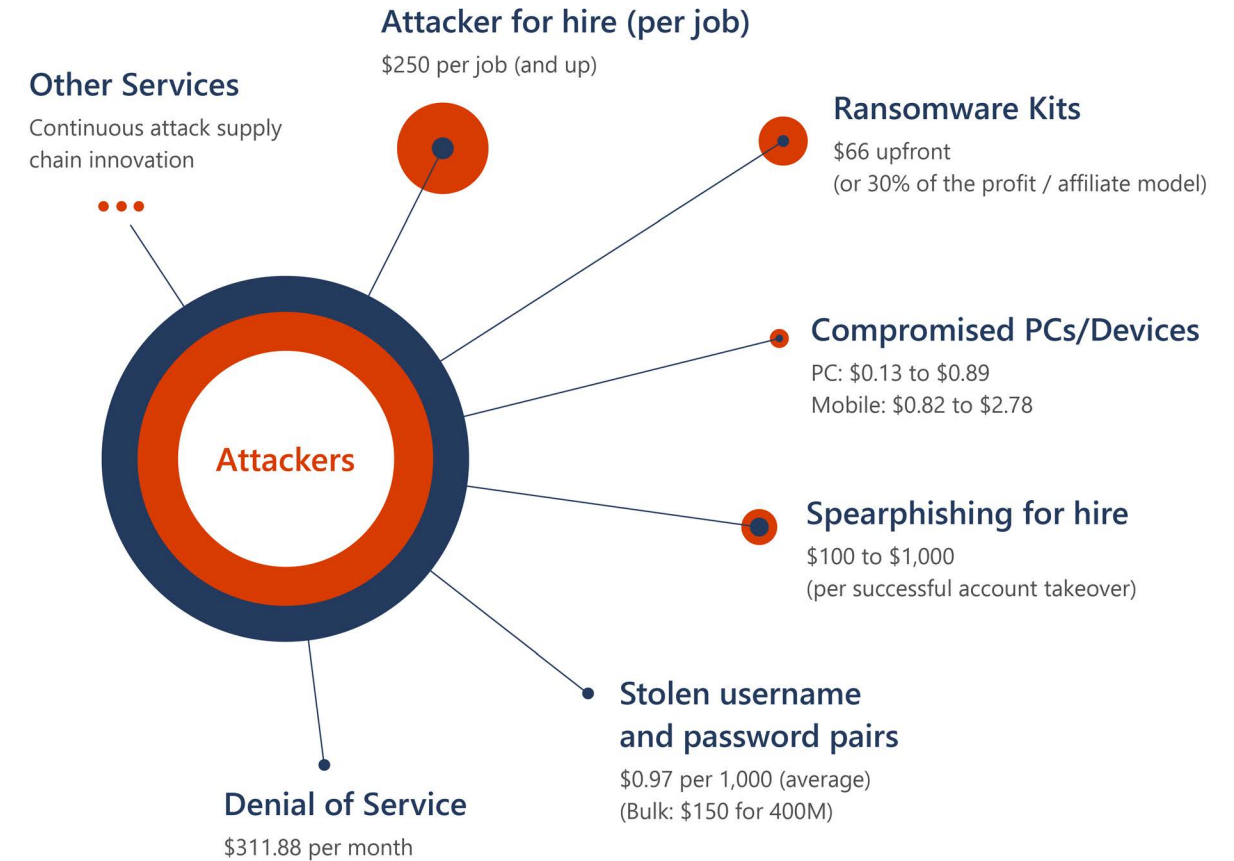 Attacker for hire (per job)
$250 per job (and up)
Other Services
Continuous attack supply
chain innovation
Ransomware Kits
$66 upfront
(or 30% of the profit / affiliate model)
Compromised PCs/Devices
PC: $0.13 to $0.89
Mobile: $0.82 to $2.78
Attackers
Spearphishing for hire
$100 to $1,000
(per successful account takeover)
Stolen username
and password pairs
$0.97 per 1,000 (average)
(Bulk: $150 for 400M)
Denial of Service
$311.88 per month